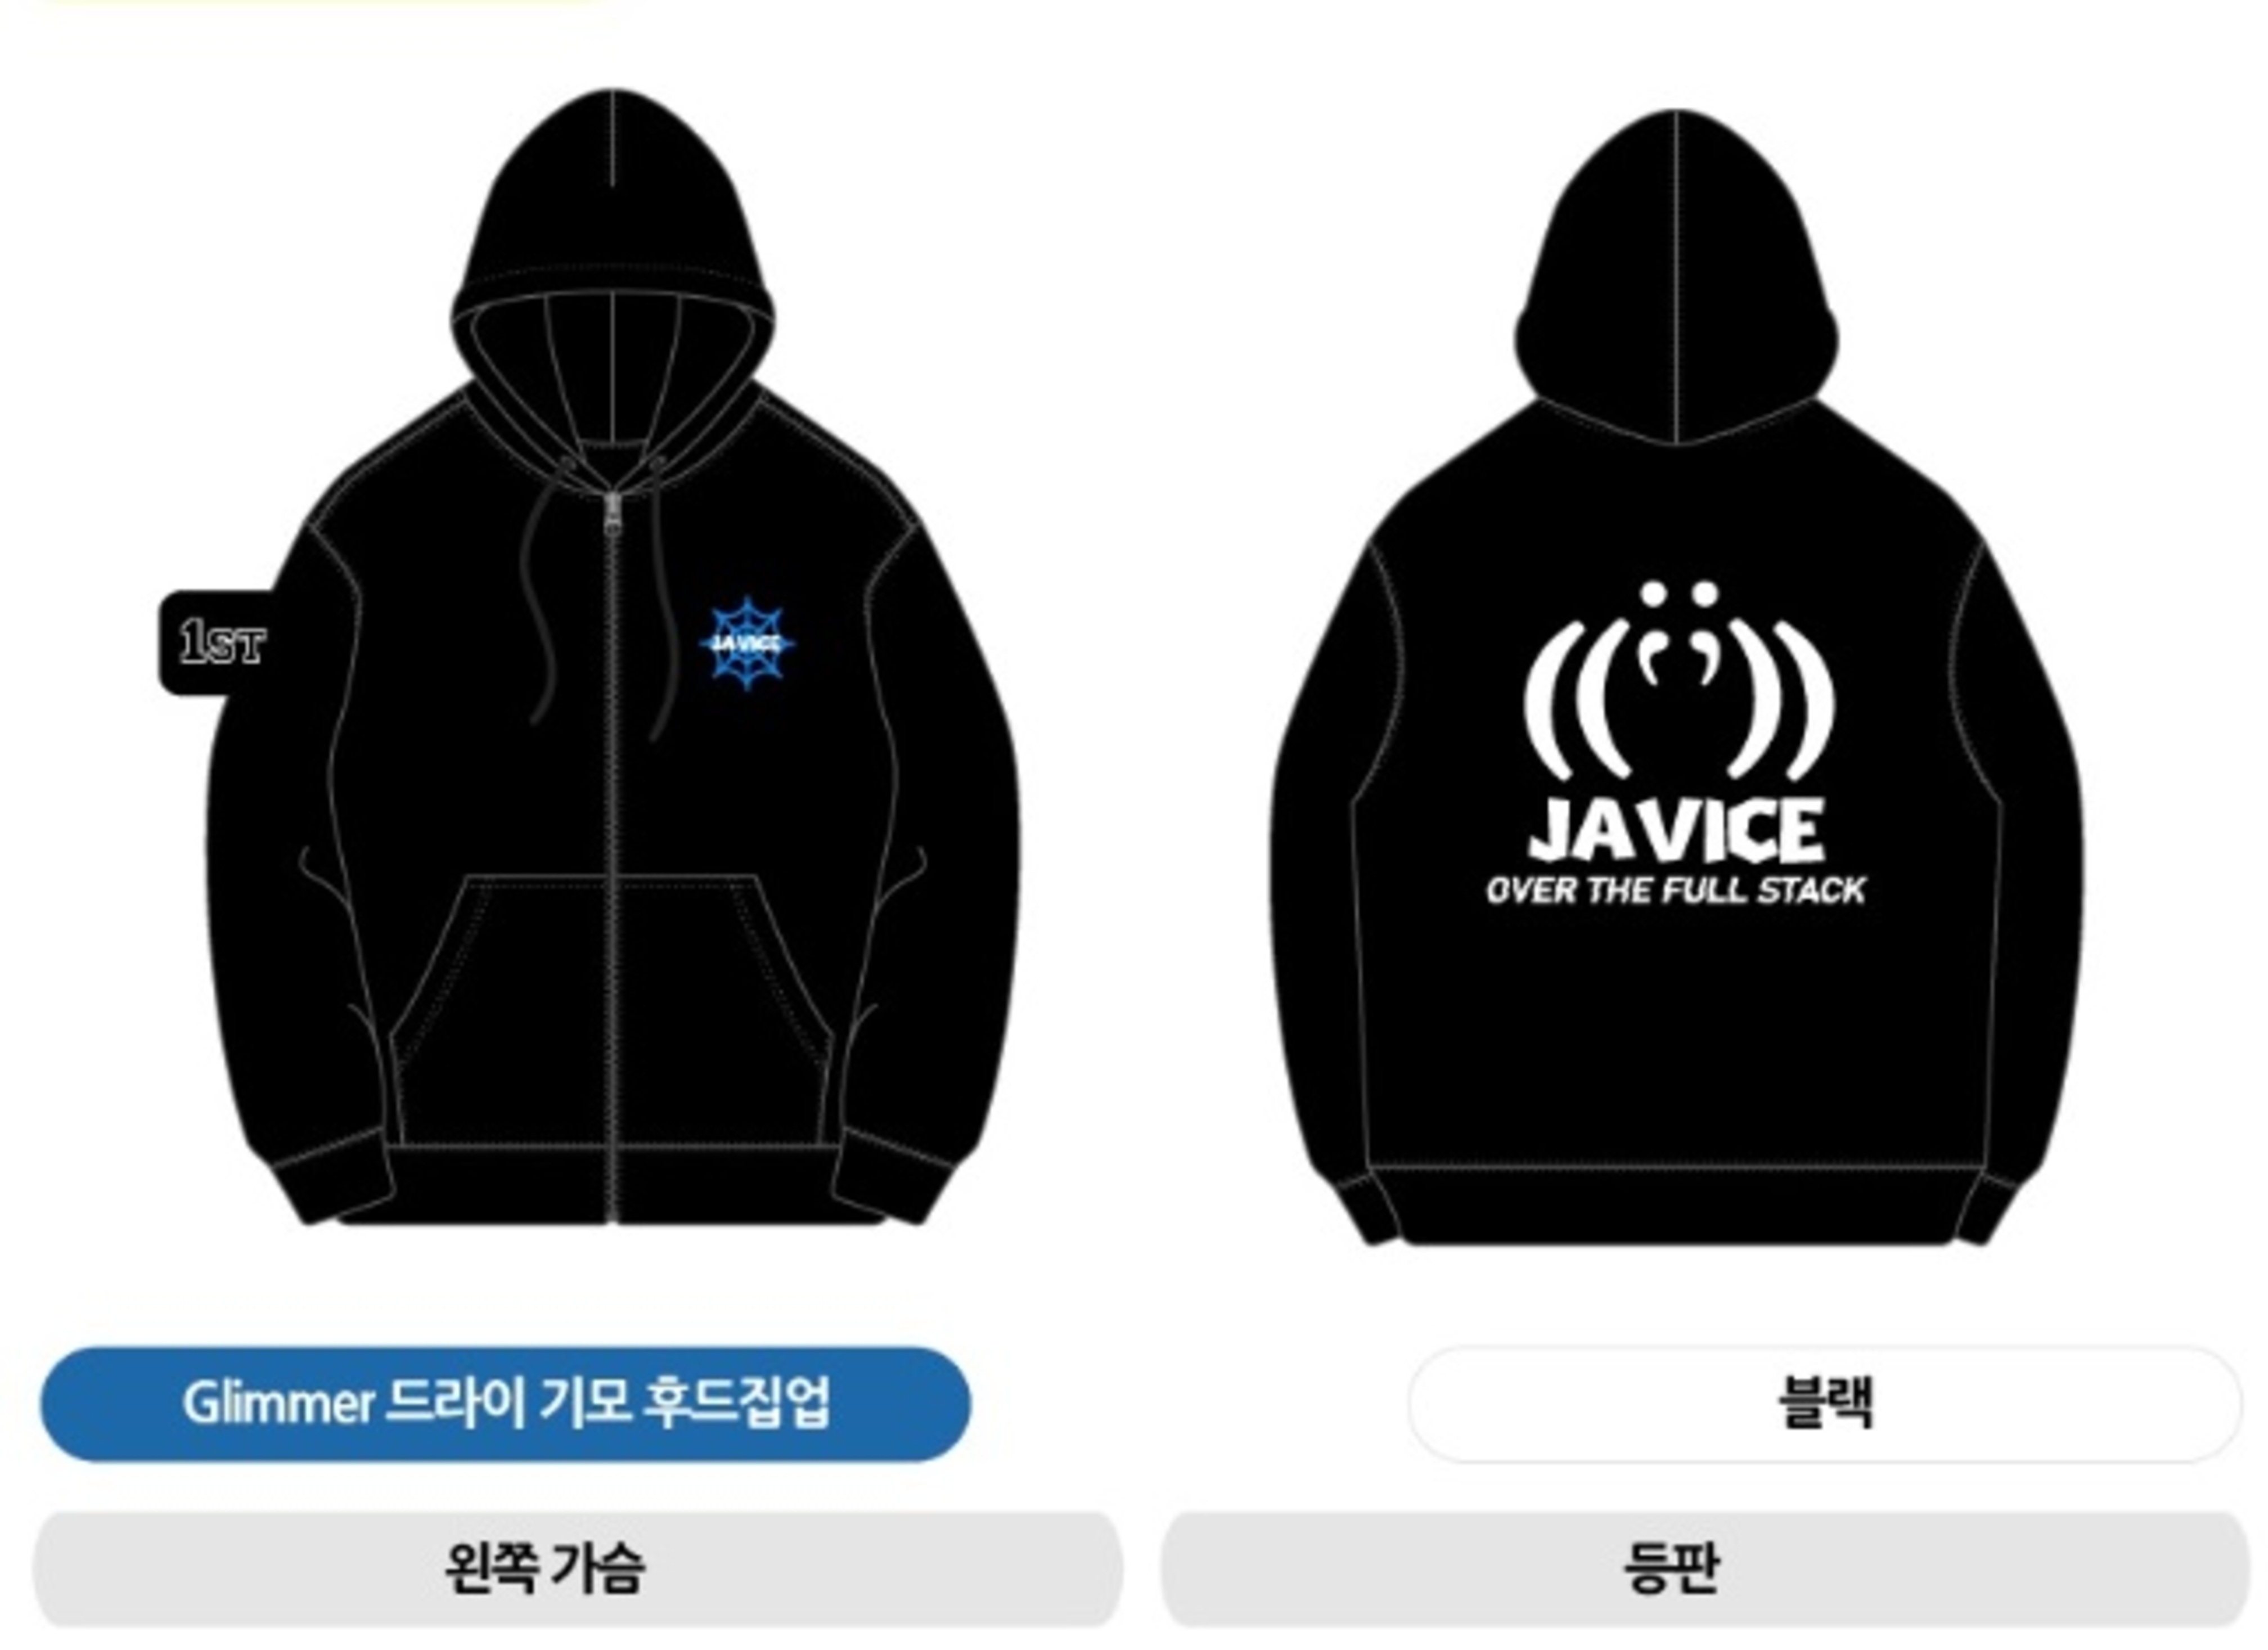 1ST
JAVICE
((;;))
JAVICE
OVER THE FULL STACK
Glimmer 드라이 기모 후드집업
블랙
왼쪽 가슴
등판